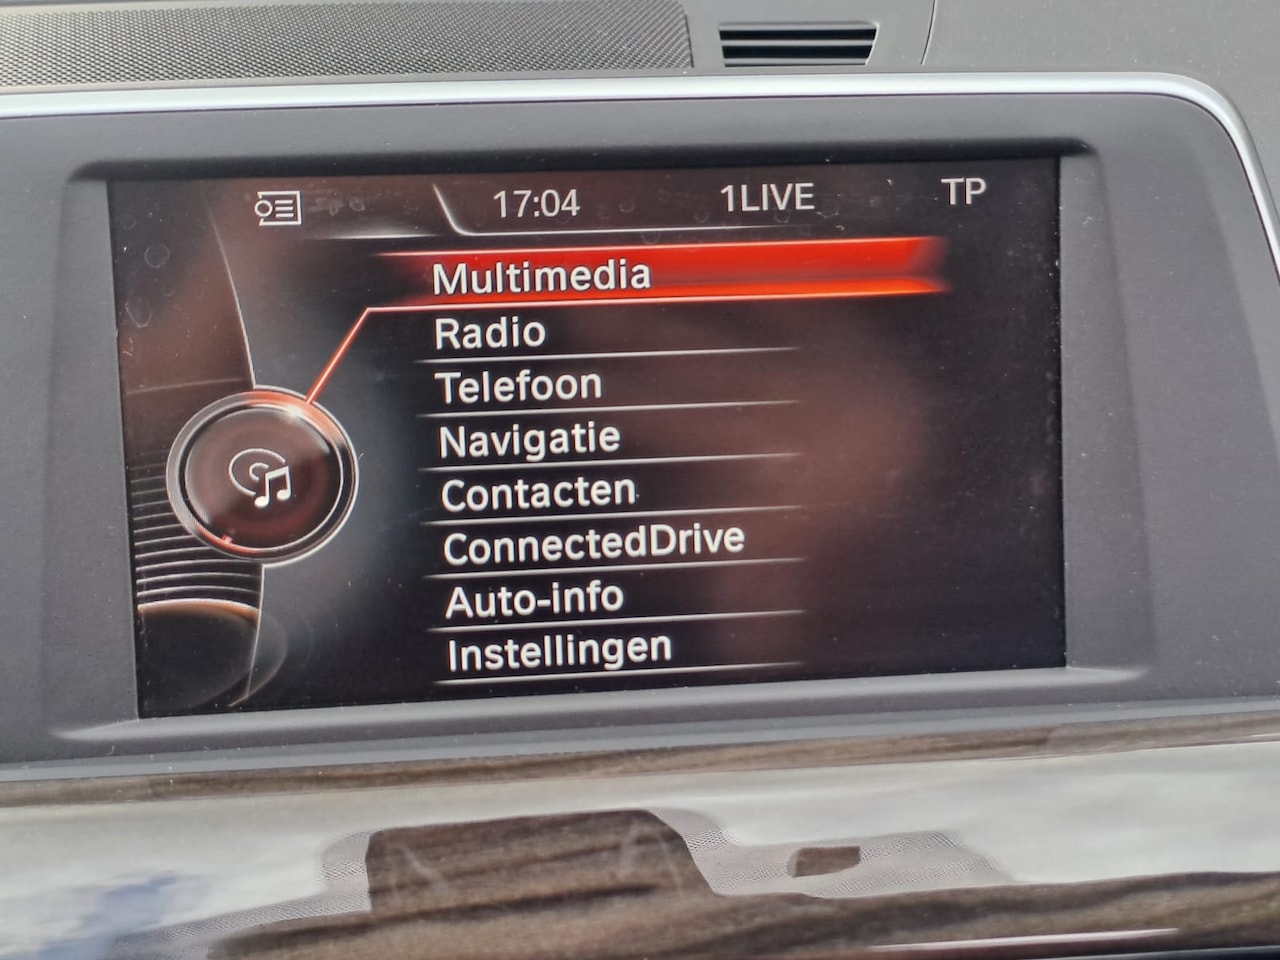 17:04 1LIVE TP
Multimedia
Radio
Telefoon
Navigatie
Contacten
ConnectedDrive
Auto-info
Instellingen